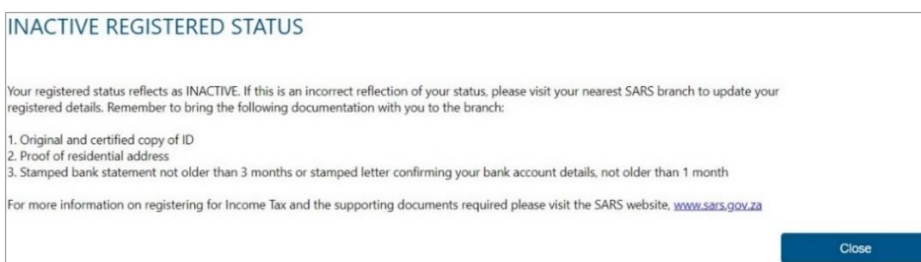 INACTIVE REGISTERED STATUS
Your registered status reflects as INACTIVE. If this is an incorrect reflection of your status, please visit your nearest SARS branch to update your
registered details. Remember to bring the following documentation with you to the branch:
1. Original and certified copy of ID
2. Proof of residential address
3. Stamped bank statement not older than 3 months or stamped letter confirming your bank account details, not older than 1 month
For more information on registering for Income Tax and the supporting documents required please visit the SARS website, www.sars.gov.za
Close